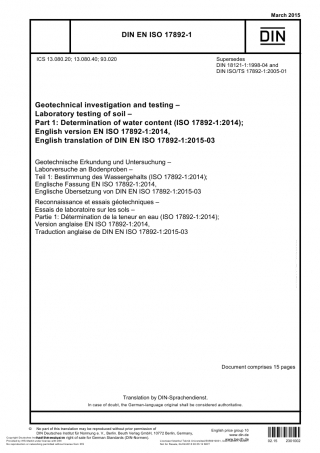 March 2015
DIN EN ISO 17892-1
DIN
ICS 13.080.20; 13.080.40; 93.020
Supersedes
DIN 18121-1:1998-04 and
DIN ISO/TS 17892-1:2005-01
Geotechnical investigation and testing –
Laboratory testing of soil –
Part 1: Determination of water content (ISO 17892-1:2014);
English version EN ISO 17892-1:2014,
English translation of DIN EN ISO 17892-1:2015-03
Geotechnische Erkundung und Untersuchung –
Laborversuche an Bodenproben –
Teil 1: Bestimmung des Wassergehalts (ISO 17892-1:2014);
Englische Fassung EN ISO 17892-1:2014,
Englische Übersetzung von DIN EN ISO 17892-1:2015-03
Reconnaissance et essais géotechniques –
Essais de laboratoire sur les sols –
Partie 1: Détermination de la teneur en eau (ISO 17892-1:2014);
Version anglaise EN ISO 17892-1:2014,
Traduction anglaise de DIN EN ISO 17892-1:2015-03
Document comprises 15 pages
Translation by DIN-Sprachendienst.
In case of doubt, the German-language original shall be considered authoritative.
© No part of this translation may be reproduced without prior permission of
DIN Deutsches Institut für Normung e. V., Berlin. Beuth Verlag GmbH, 10772 Berlin, Germany,
has the exclusive right of sale for German Standards (DIN-Normen).
English price group 10
www.din.de
www.beuth.de